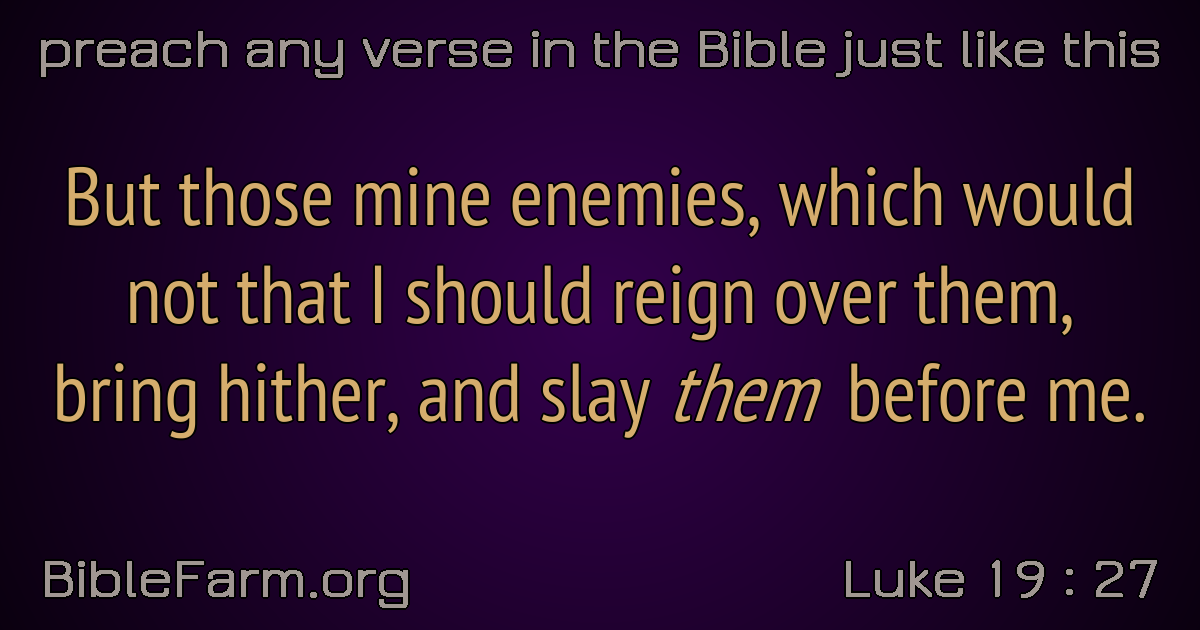 preach any verse in the Bible just like this
But those mine enemies, which would
not that I should reign over them,
bring hither, and slay them before me.
BibleFarm.org
Luke 19 : 27